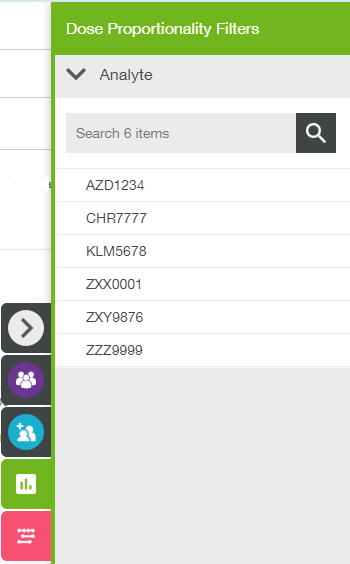 Dose Proportionality Filters
Analyte
Search 6 items
AZD1234
CHR7777
KLM5678
ZXX0001
ZXY9876
ZZZ9999